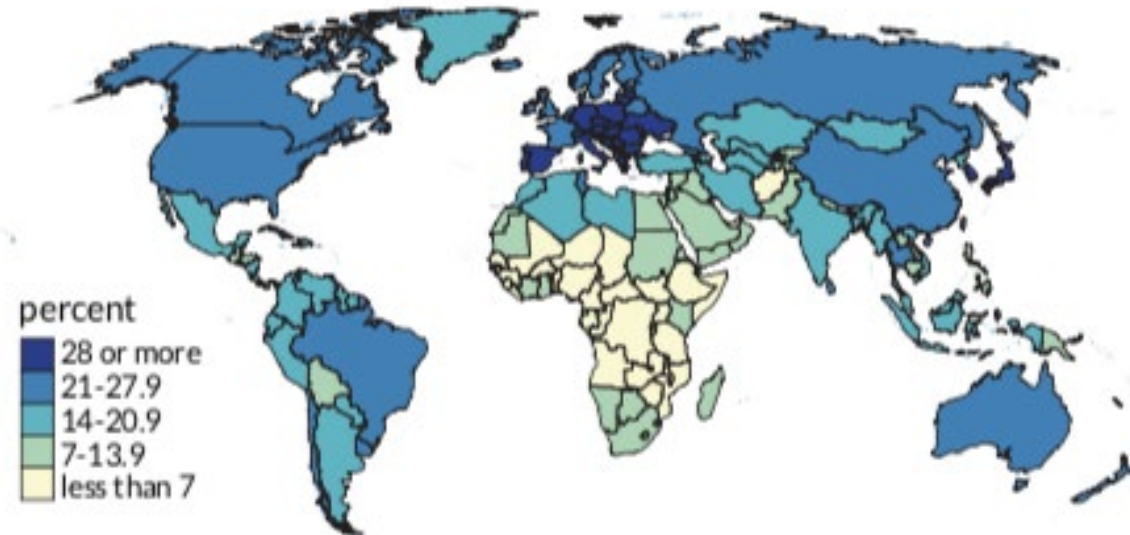 percent
28 or more
21-27.9
14-20.9
7-13.9
less than 7